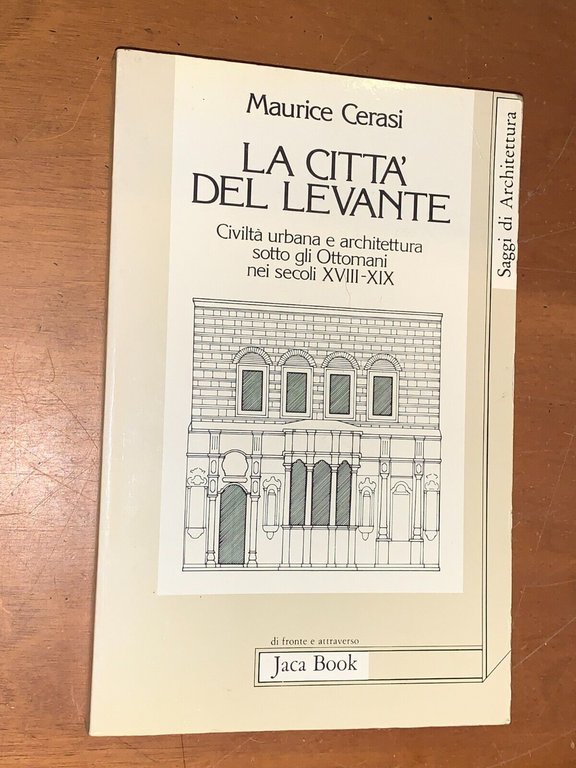 Maurice Cerasi
LA CITTA'
DEL LEVANTE
Civiltà urbana e architettura
sotto gli Ottomani
nei secoli XVIII-XIX
Saggi di Architettura
di fronte e attraverso
Jaca Book